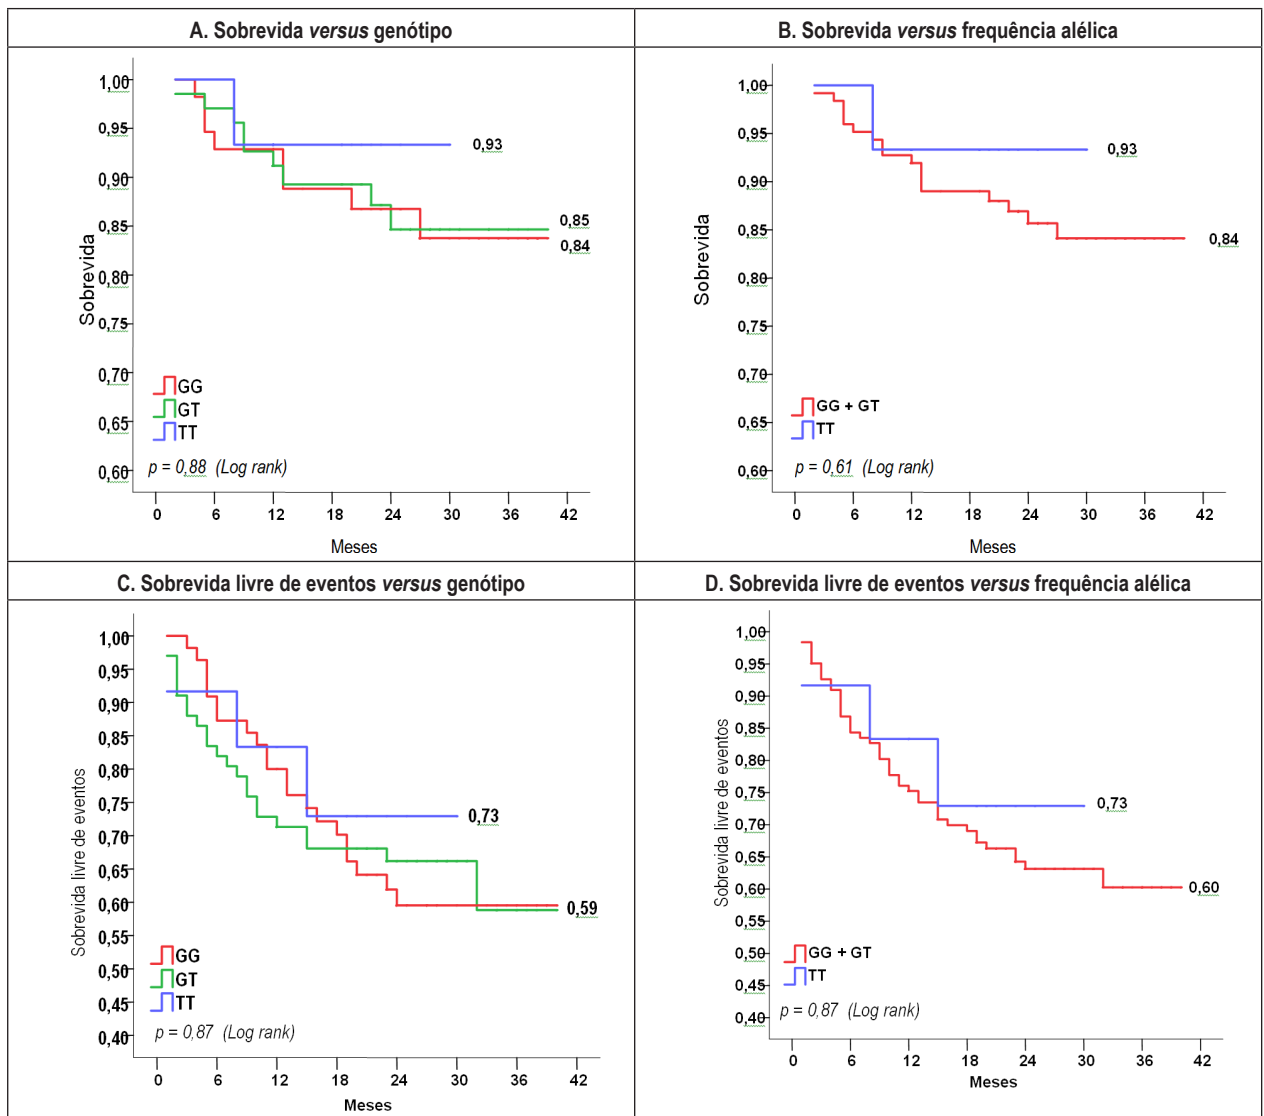 A. Sobrevida versus genótipo
1,00
0,95
0,90
0,85
0,80
0,75
0,70
0,65
0,60
Sobrevida
0,93
0,85
0,84
GG
GT
TT
p = 0,88 (Log rank)
0 6 12 18 24 30 36 42
Meses
B. Sobrevida versus frequência alélica
1,00
0,95
0,90
0,85
0,80
0,75
0,70
0,65
0,60
Sobrevida
0,93
0,84
GG + GT
TT
p = 0,61 (Log rank)
0 6 12 18 24 30 36 42
Meses
C. Sobrevida livre de eventos versus genótipo
1,00
0,95
0,90
0,85
0,80
0,75
0,70
0,65
0,60
0,55
0,50
0,45
0,40
Sobrevida livre de eventos
0,73
0,59
GG
GT
TT
p = 0,87 (Log rank)
0 6 12 18 24 30 36 42
Meses
D. Sobrevida livre de eventos versus frequência alélica
1,00
0,95
0,90
0,85
0,80
0,75
0,70
0,65
0,60
0,55
0,50
0,45
0,40
Sobrevida livre de eventos
0,73
0,60
GG + GT
TT
p = 0,87 (Log rank)
0 6 12 18 24 30 36 42
Meses